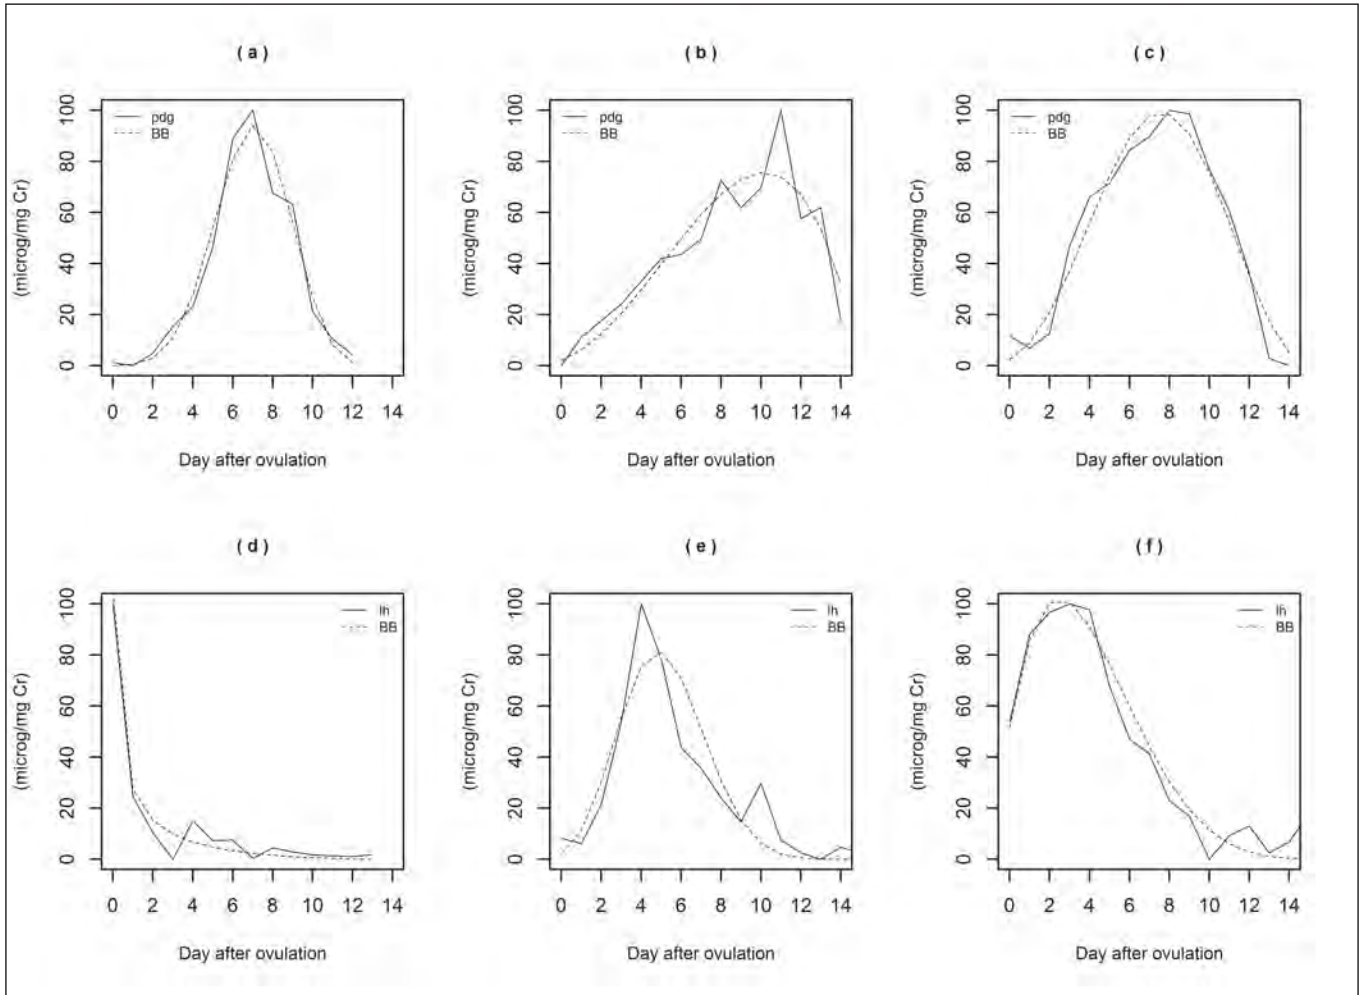 ( a )
100
80
60
40
20
0
(microg/mg Cr)
pdg
BB
0 2 4 6 8 10 12 14
Day after ovulation
( b )
100
80
60
40
20
0
(microg/mg Cr)
pdg
BB
0 2 4 6 8 10 12 14
Day after ovulation
( c )
100
80
60
40
20
0
(microg/mg Cr)
pdg
BB
0 2 4 6 8 10 12 14
Day after ovulation
( d )
100
80
60
40
20
0
(microg/mg Cr)
lh
BB
0 2 4 6 8 10 12 14
Day after ovulation
( e )
100
80
60
40
20
0
(microg/mg Cr)
lh
BB
0 2 4 6 8 10 12 14
Day after ovulation
( f )
100
80
60
40
20
0
(microg/mg Cr)
lh
BB
0 2 4 6 8 10 12 14
Day after ovulation